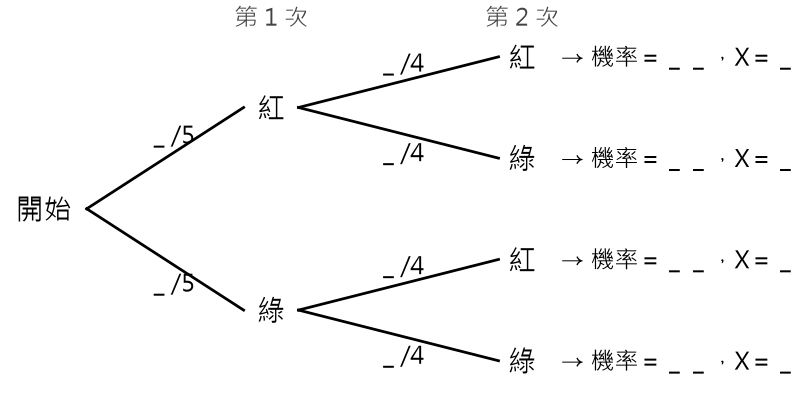 第 1 次 第 2 次
_ /4 紅 → 機率 = _ _ ，X = _
_ /5 紅
_ /4 綠 → 機率 = _ _ ，X = _
開始
_ /5 綠
_ /4 紅 → 機率 = _ _ ，X = _
_ /4 綠 → 機率 = _ _ ，X = _